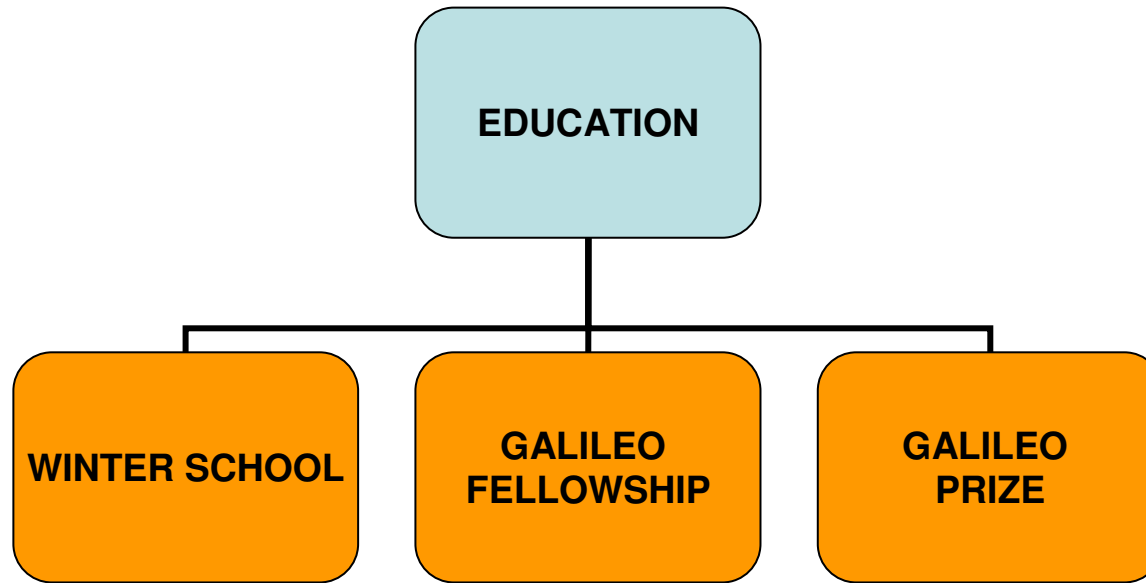 EDUCATION
WINTER SCHOOL
GALILEO
FELLOWSHIP
GALILEO
PRIZE